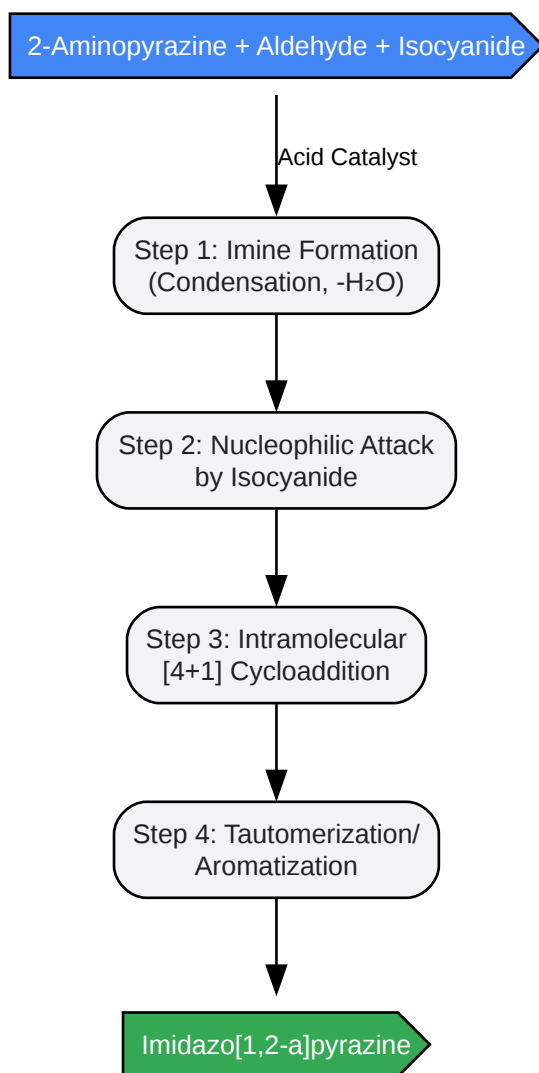 2-Aminopyrazine + Aldehyde + Isocyanide
Acid Catalyst
Step 1: Imine Formation
(Condensation, -H₂O)
Step 2: Nucleophilic Attack
by Isocyanide
Step 3: Intramolecular
[4+1] Cycloaddition
Step 4: Tautomerization/
Aromatization
Imidazo[1,2-a]pyrazine